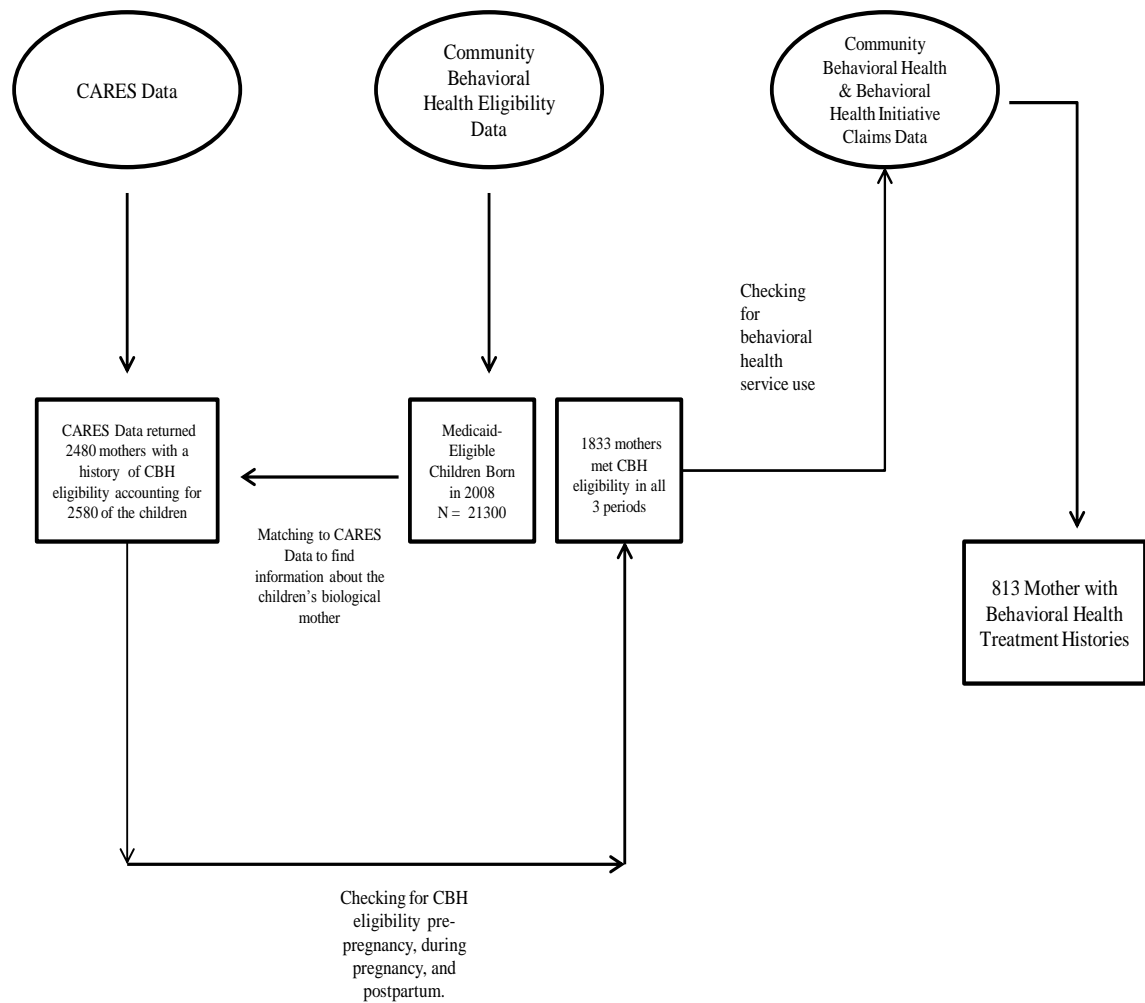 CARES Data
Community
Behavioral
Health Eligibility
Data
Community
Behavioral Health
& Behavioral
Health Initiative
Claims Data
Checking
for
behavioral
health
service use
CARES Data returned
2480 mothers with a
history of CBH
eligibility accounting for
2580 of the children
Medicaid-
Eligible
Children Born
in 2008
N = 21300
1833 mothers
met CBH
eligibility in all
3 periods
Matching to CARES
Data to find
information about the
children's biological
mother
813 Mother with
Behavioral Health
Treatment Histories
Checking for CBH
eligibility pre-
pregnancy, during
pregnancy, and
postpartum.